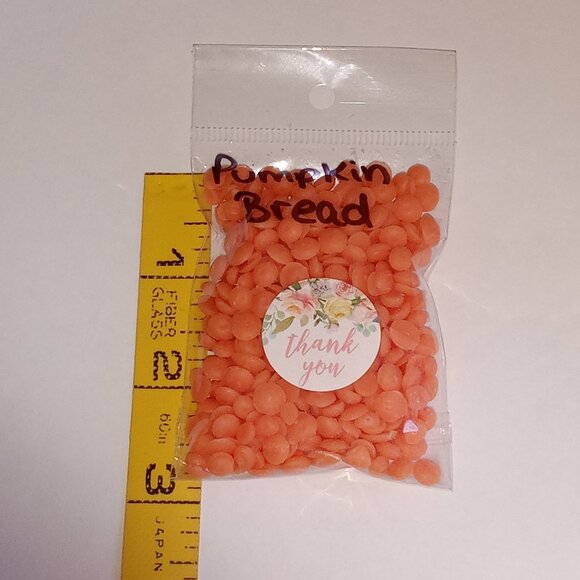 Pumpkin
Bread
thank
you
1
FIBER
GLASS
2
60in
3
JAPAN